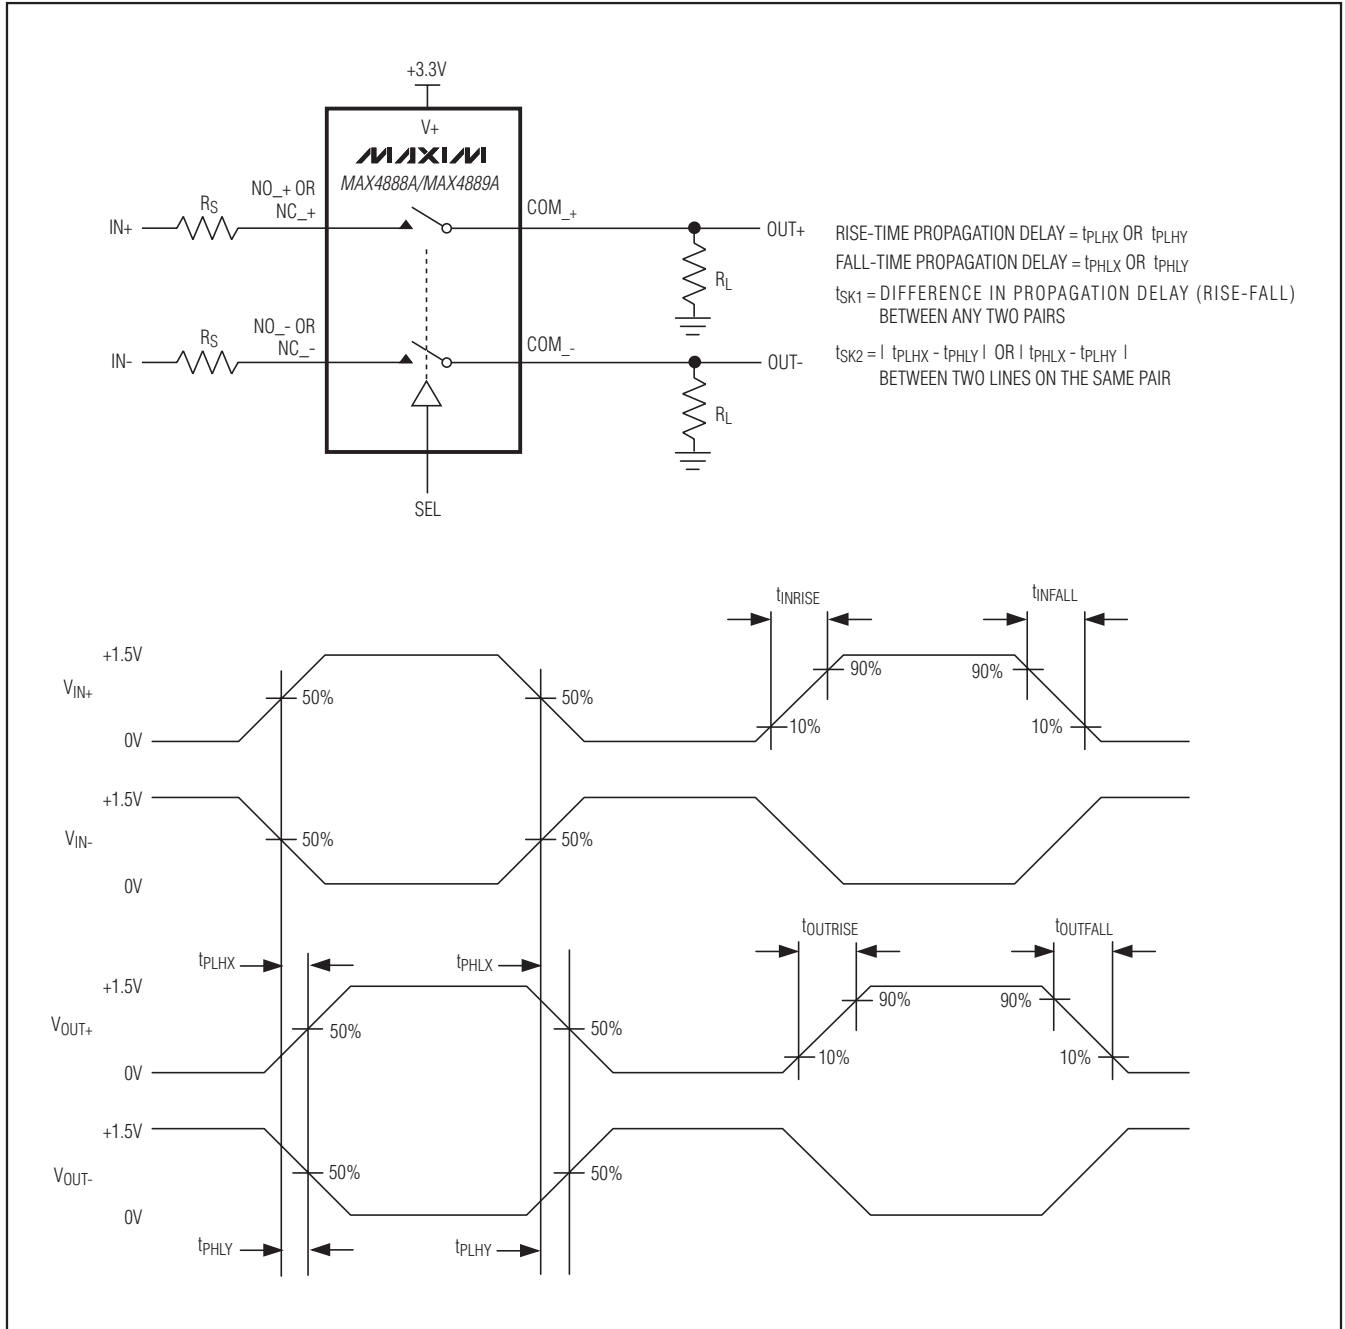 +3.3V
V+
MAXIM
MAX4888A/MAX4889A
NO_+ OR
NC_+
RS
IN+
COM_+
OUT+
RL
NO_- OR
NC_-
RS
IN-
COM_-
OUT-
RL
SEL
RISE-TIME PROPAGATION DELAY = tPLHX OR tPLHY
FALL-TIME PROPAGATION DELAY = tPHLX OR tPHLY
tSK1 = DIFFERENCE IN PROPAGATION DELAY (RISE-FALL)
BETWEEN ANY TWO PAIRS
tSK2 = | tPLHX - tPHLY | OR | tPHLX - tPLHY |
BETWEEN TWO LINES ON THE SAME PAIR
tINRISE
tINFALL
+1.5V
VIN+
0V
50%
50%
90%
10%
90%
10%
+1.5V
VIN-
0V
50%
50%
tOUTRISE
tOUTFALL
tPLHX
tPHLX
+1.5V
VOUT+
0V
50%
50%
90%
10%
90%
10%
+1.5V
VOUT-
0V
50%
50%
tPHLY
tPLHY